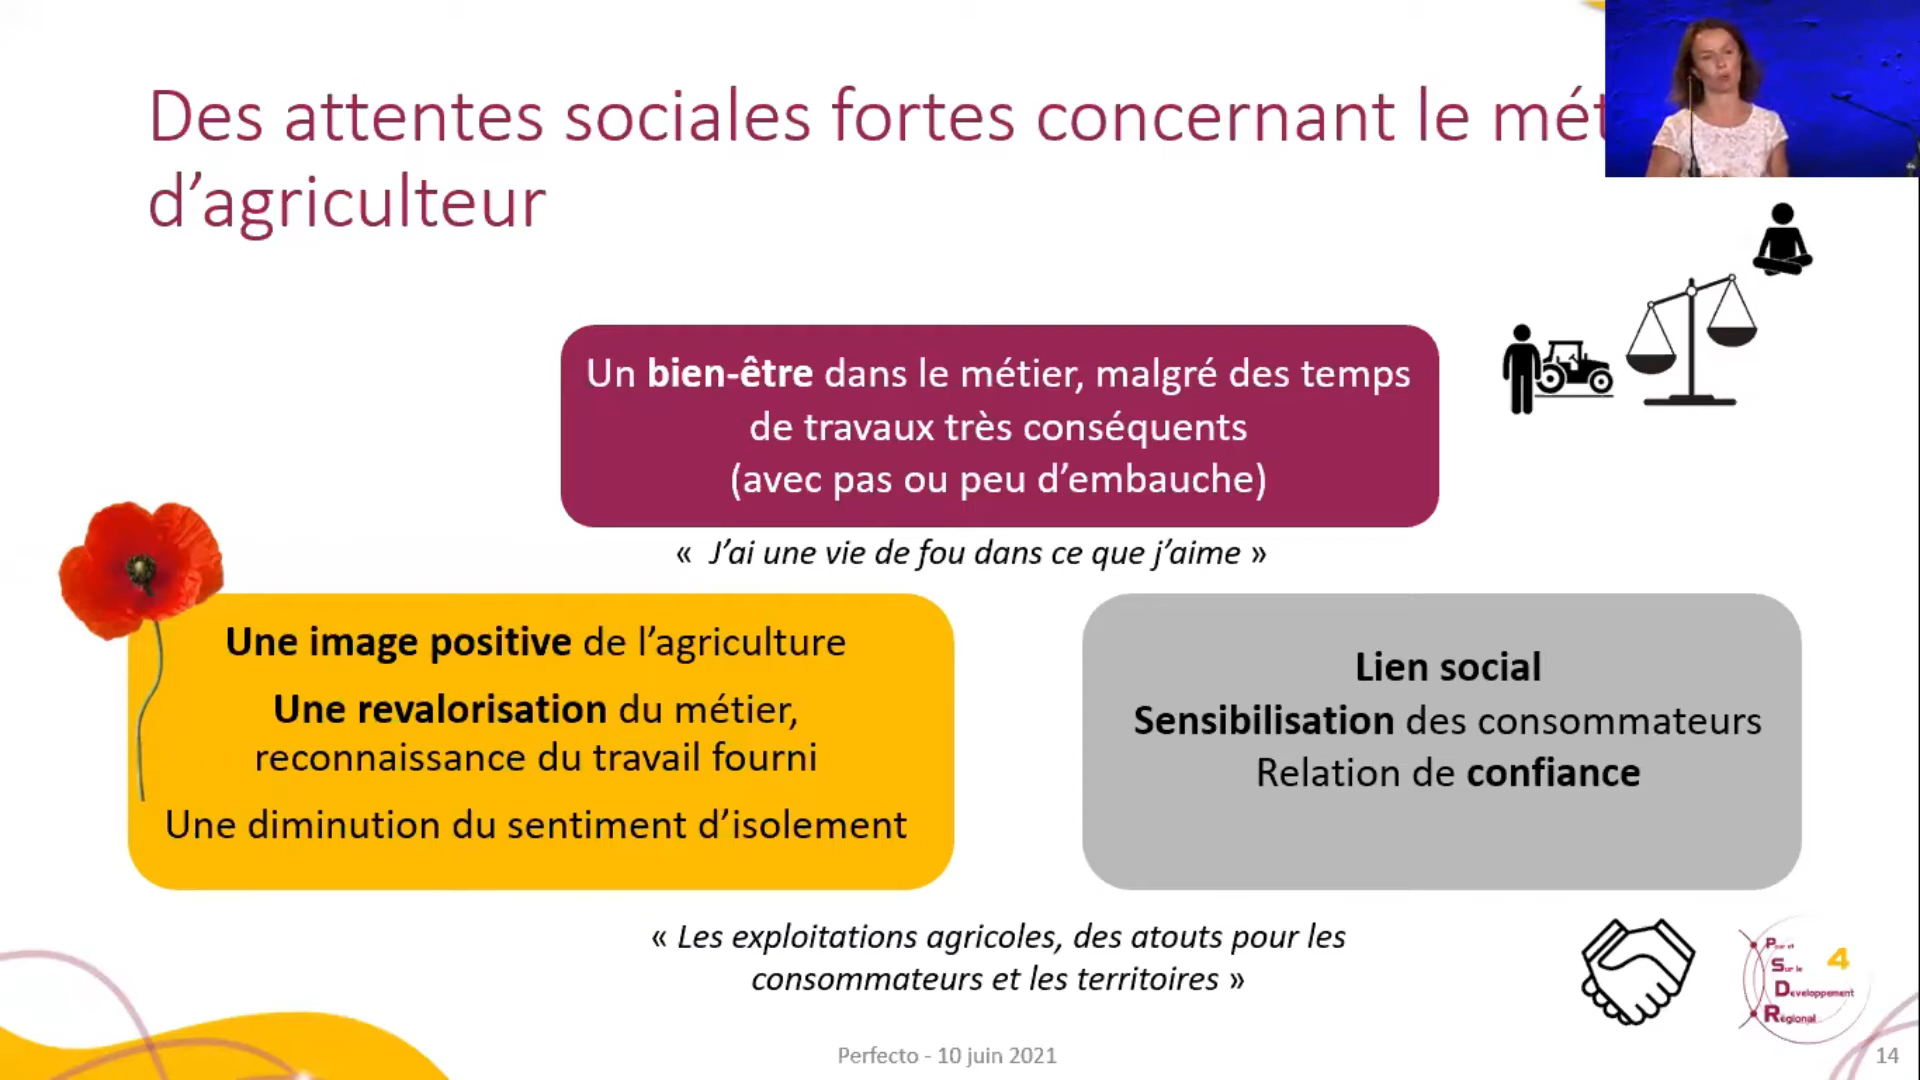 Des attentes sociales fortes concernant le mét
d’agriculteur
Un bien-être dans le métier, malgré des temps
de travaux très conséquents
(avec pas ou peu d’embauche)
« J’ai une vie de fou dans ce que j’aime »
Une image positive de l’agriculture
Une revalorisation du métier,
reconnaissance du travail fourni
Une diminution du sentiment d’isolement
Lien social
Sensibilisation des consommateurs
Relation de confiance
« Les exploitations agricoles, des atouts pour les
consommateurs et les territoires »
Pour et
Sur le 4
Developpement
Régional
Perfecto - 10 juin 2021
14